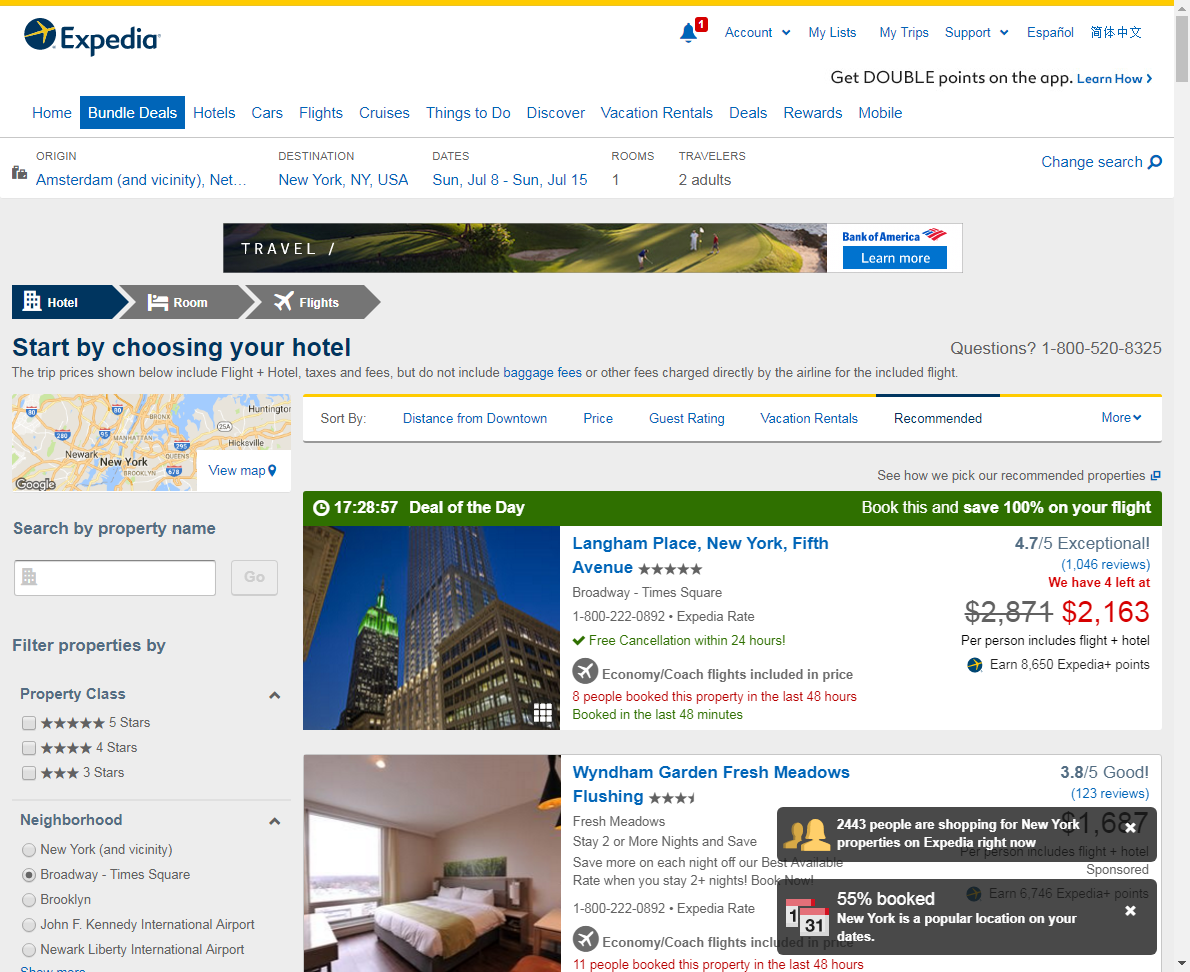 Expedia
1
Account
My Lists
My Trips
Support
Español
简体中文
Get DOUBLE points on the app. Learn How
Home
Bundle Deals
Hotels
Cars
Flights
Cruises
Things to Do
Discover
Vacation Rentals
Deals
Rewards
Mobile
ORIGIN
Amsterdam (and vicinity), Net...
DESTINATION
New York, NY, USA
DATES
Sun, Jul 8 - Sun, Jul 15
ROOMS
1
TRAVELERS
2 adults
Change search
TRAVEL /
Bank of America
Learn more
Hotel
Room
Flights
Start by choosing your hotel
Questions? 1-800-520-8325
The trip prices shown below include Flight + Hotel, taxes and fees, but do not include baggage fees or other fees charged directly by the airline for the included flight.
80
80
BRONX
Huntington
25A
280
95
MANHATTAN
295
Hicksville
Newark
New York
BROOKLYN
678
Google
View map
Sort By:
Distance from Downtown
Price
Guest Rating
Vacation Rentals
Recommended
More
See how we pick our recommended properties
Search by property name
Go
Filter properties by
Property Class
5 Stars
4 Stars
3 Stars
Neighborhood
New York (and vicinity)
Broadway - Times Square
Brooklyn
John F. Kennedy International Airport
Newark Liberty International Airport
Show more
17:28:57 Deal of the Day
Book this and save 100% on your flight
Langham Place, New York, Fifth
Avenue
Broadway - Times Square
1-800-222-0892 • Expedia Rate
Free Cancellation within 24 hours!
Economy/Coach flights included in price
8 people booked this property in the last 48 hours
Booked in the last 48 minutes
4.7/5 Exceptional!
(1,046 reviews)
We have 4 left at
$2,871 $2,163
Per person includes flight + hotel
Earn 8,650 Expedia+ points
Wyndham Garden Fresh Meadows
Flushing
Fresh Meadows
Stay 2 or More Nights and Save
Save more on each night off our Best Available
Rate when you stay 2+ nights! Book Now!
1-800-222-0892 • Expedia Rate
Economy/Coach flights included in price
11 people booked this property in the last 48 hours
3.8/5 Good!
(123 reviews)
$1,687
Per person includes flight + hotel
Sponsored
Earn 6,746 Expedia+ points
2443 people are shopping for New York
properties on Expedia right now
1
31
55% booked
New York is a popular location on your
dates.